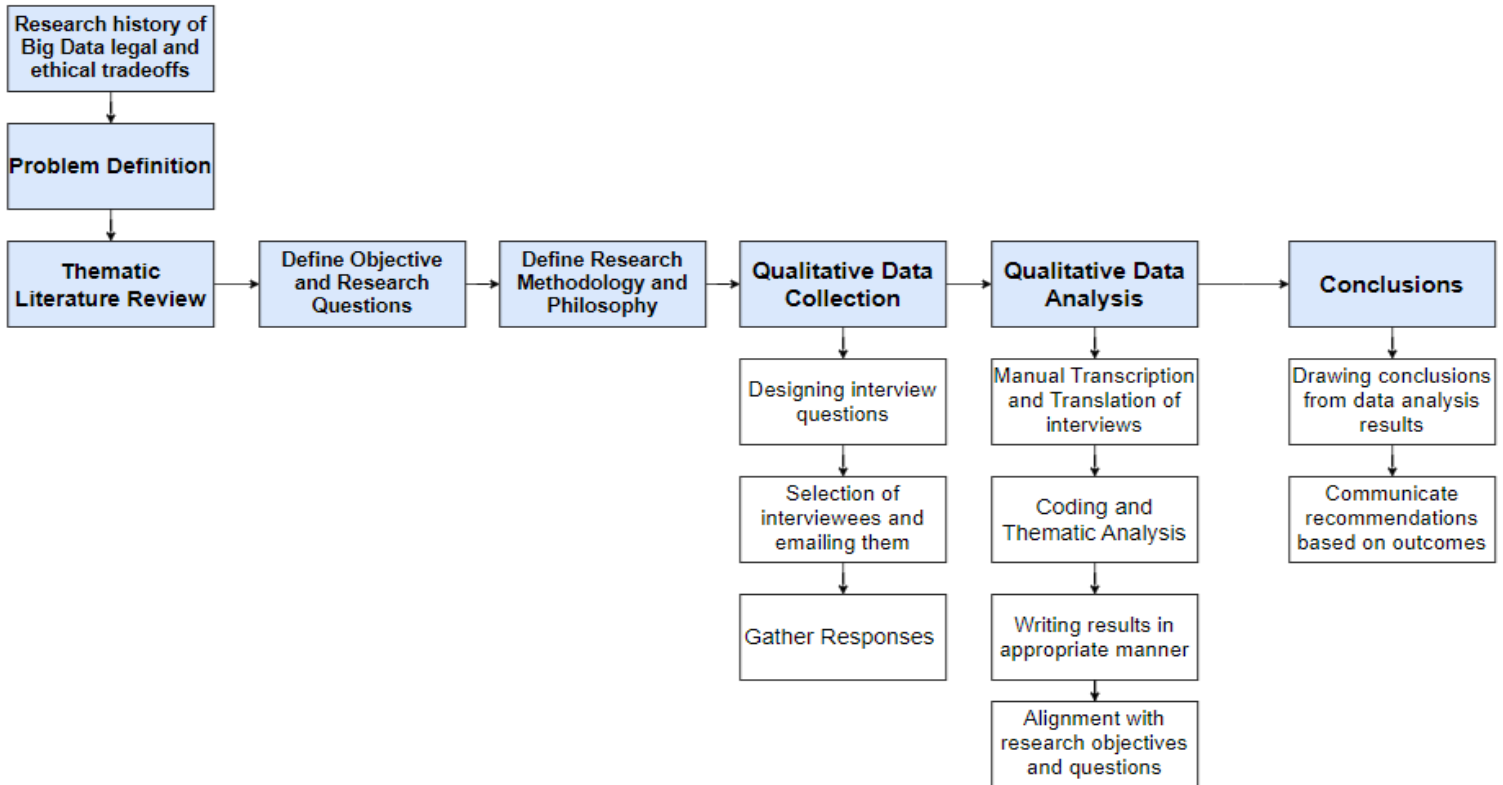 Research history of
Big Data legal and
ethical tradeoffs
Problem Definition
Thematic
Literature Review
Define Objective
and Research
Questions
Define Research
Methodology and
Philosophy
Qualitative Data
Collection
Designing interview
questions
Selection of
interviewees and
emailing them
Gather Responses
Qualitative Data
Analysis
Manual Transcription
and Translation of
interviews
Coding and
Thematic Analysis
Writing results in
appropriate manner
Alignment with
research objectives
and questions
Conclusions
Drawing conclusions
from data analysis
results
Communicate
recommendations
based on outcomes